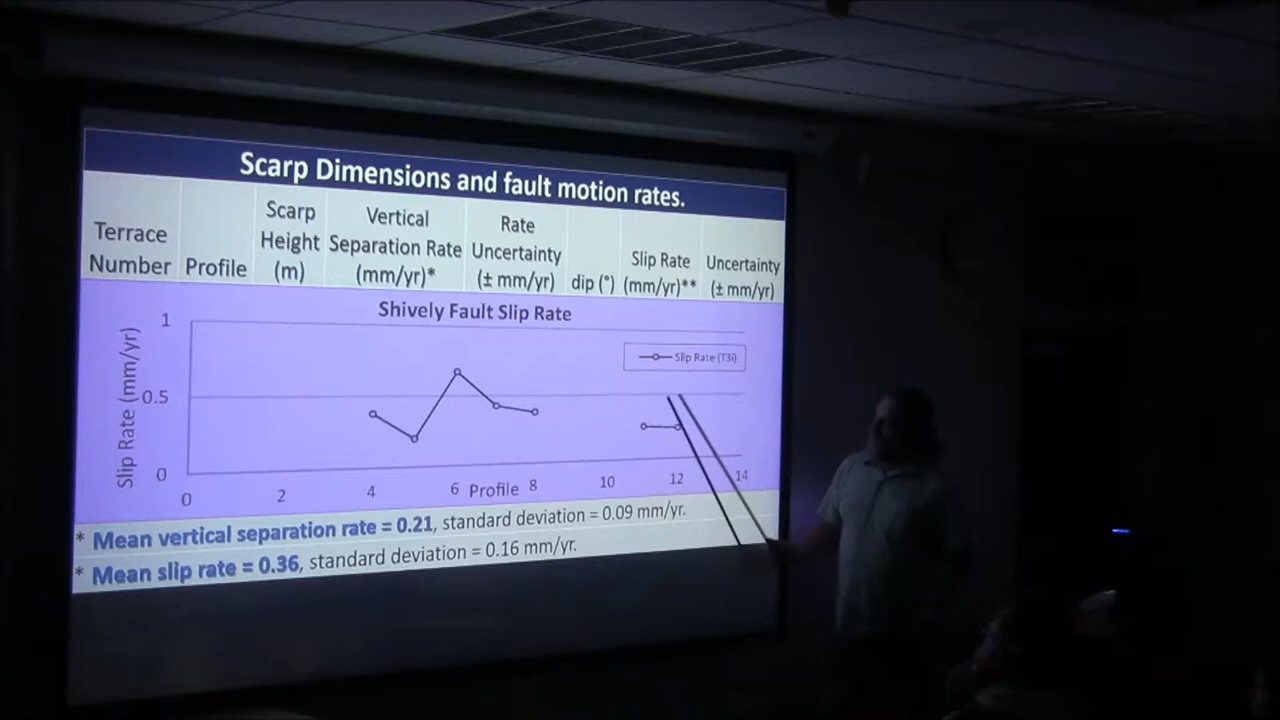 Scarp Dimensions and fault motion rates.
Terrace Number
Profile
Scarp Height (m)
Vertical Separation Rate (mm/yr)*
Rate Uncertainty (± mm/yr)
dip (°)
Slip Rate (mm/yr)**
Uncertainty (± mm/yr)
Shively Fault Slip Rate
Slip Rate (mm/yr)
1
0.5
0
Slip Rate (T3i)
0 2 4 6 8 10 12 14
Profile
* Mean vertical separation rate = 0.21, standard deviation = 0.09 mm/yr.
* Mean slip rate = 0.36, standard deviation = 0.16 mm/yr.